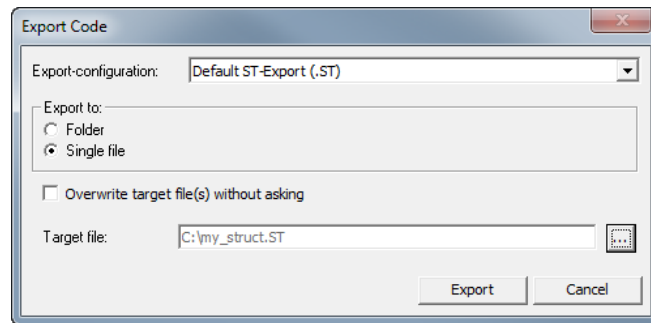 Export Code
Export-configuration: Default ST-Export (.ST)
Export to:
Folder
Single file
Overwrite target file(s) without asking
Target file: C:\my_struct.ST ...
Export Cancel